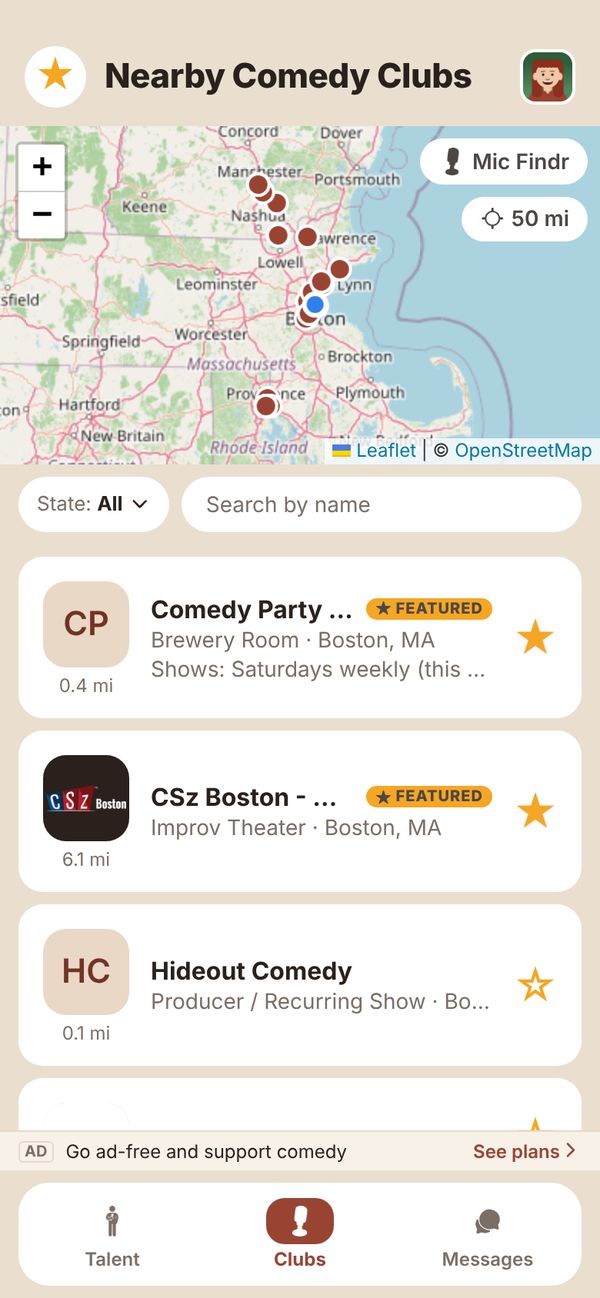 Nearby Comedy Clubs
Concord
Dover
Manchester
Portsmouth
Keene
Nashua
awrence
Lowell
Leominster
Lynn
sfield
Worcester
Springfield
Massachusetts
Brockton
Hartford
Plymouth
New Britain
Rhode Island
+
−
Mic Findr
50 mi
Leaflet | © OpenStreetMap
State: All
Search by name
CP
Comedy Party ... ★ FEATURED
Brewery Room · Boston, MA
Shows: Saturdays weekly (this ...
0.4 mi
CSz Boston
CSz Boston - ... ★ FEATURED
Improv Theater · Boston, MA
6.1 mi
HC
Hideout Comedy
Producer / Recurring Show · Bo...
0.1 mi
AD Go ad-free and support comedy See plans >
Talent
Clubs
Messages